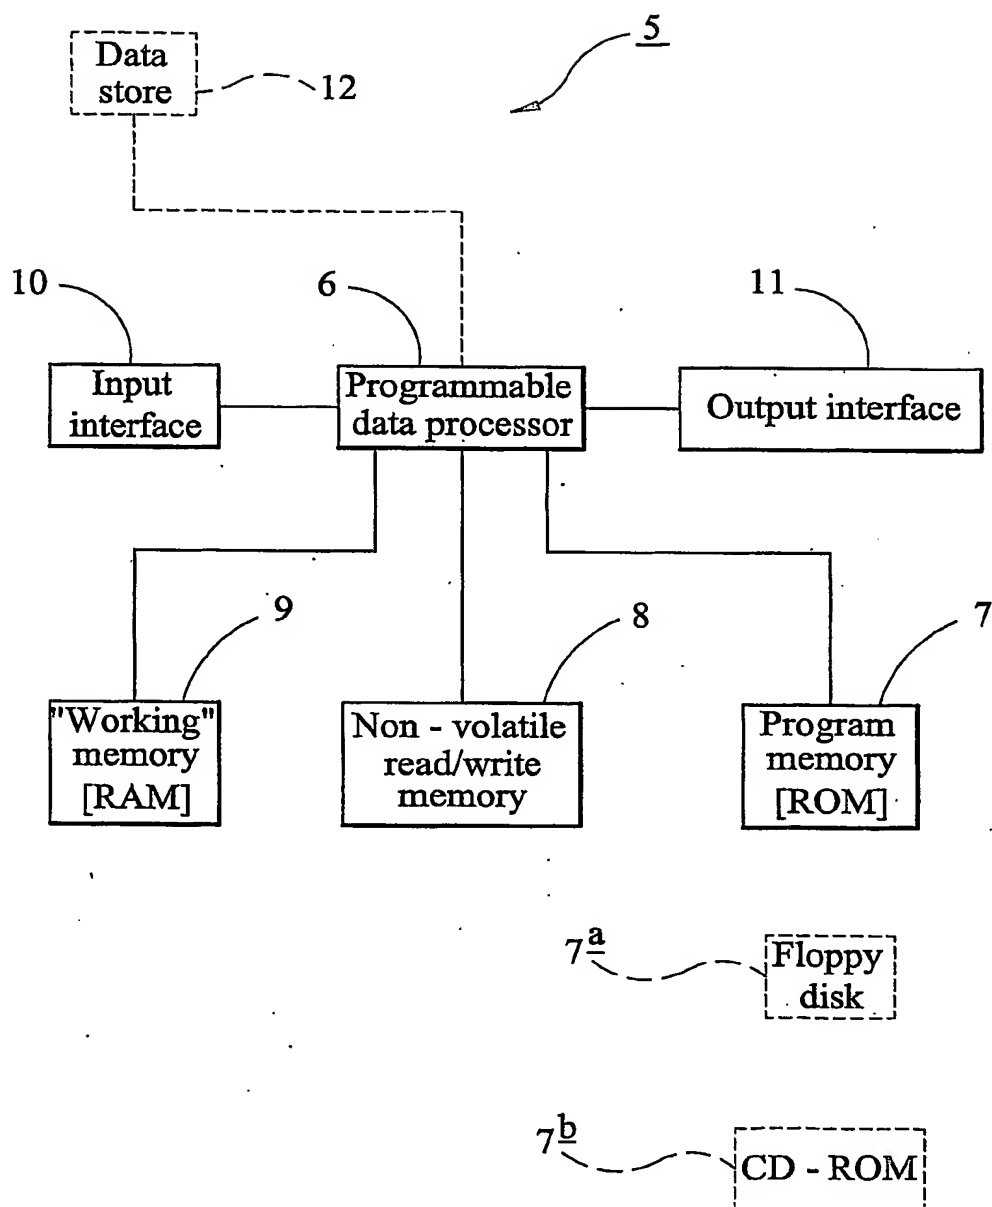 5
Data
store
12
10
6
11
Input
interface
Programmable
data processor
Output interface
9
8
7
"Working"
memory
[RAM]
Non - volatile
read/write
memory
Program
memory
[ROM]
7a
Floppy
disk
7b
CD - ROM